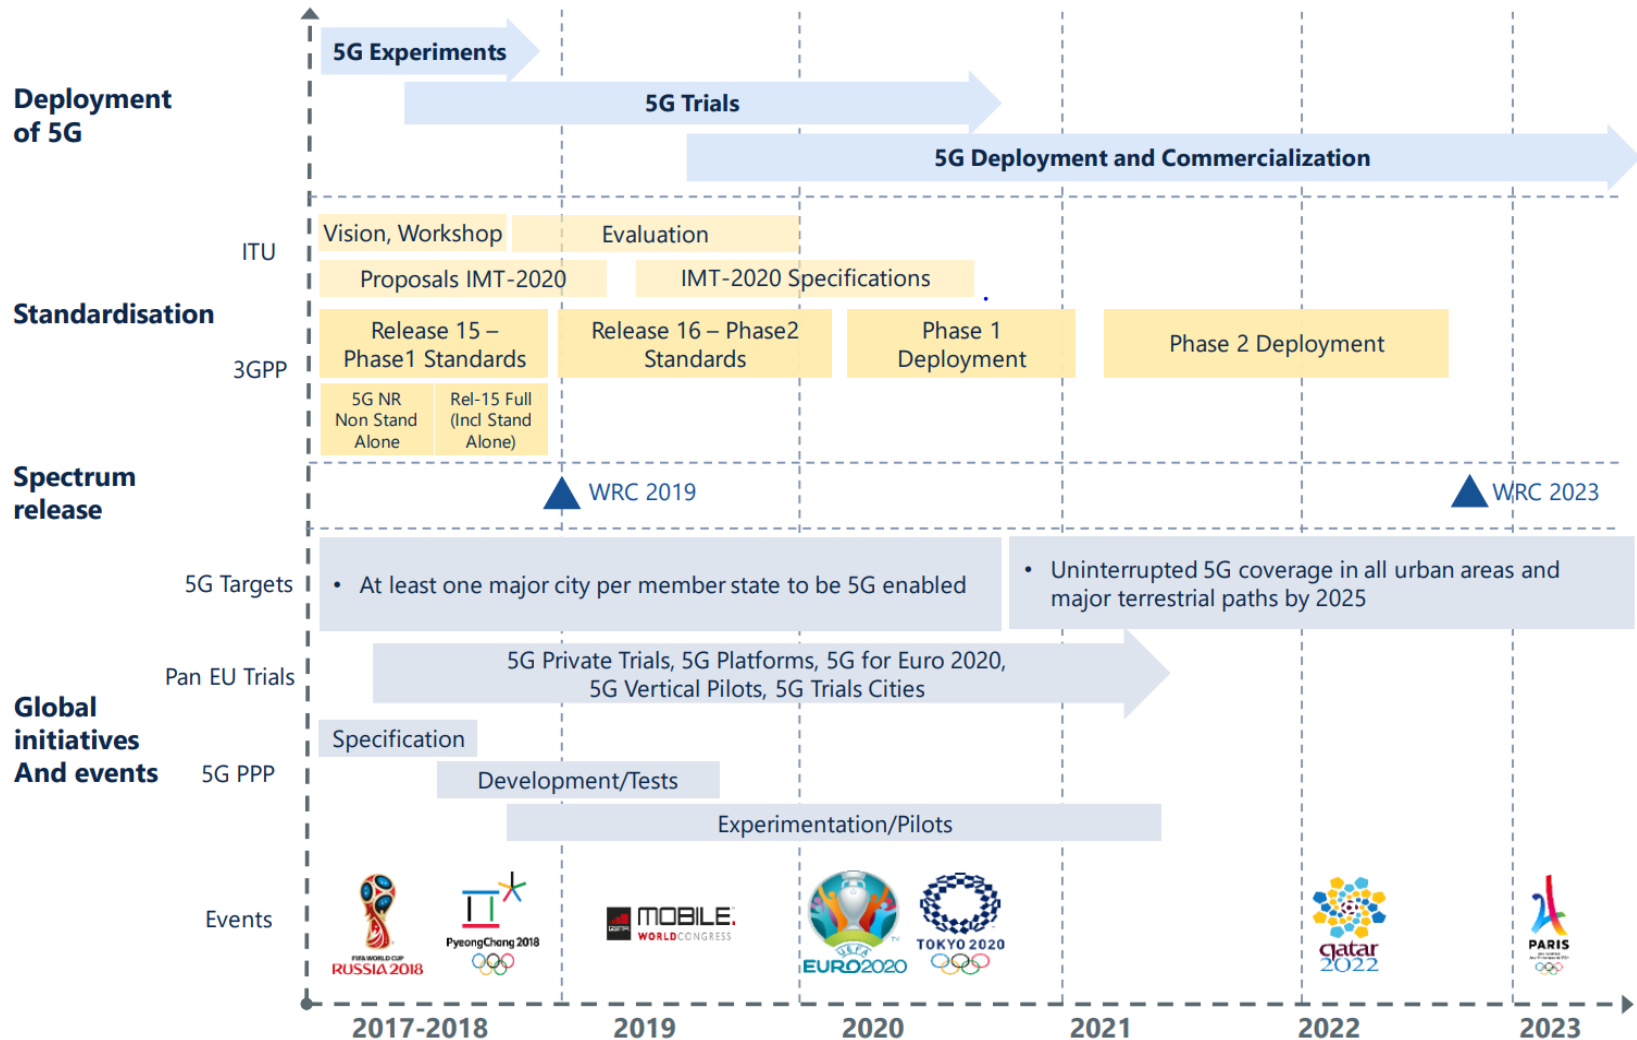 5G Experiments
5G Trials
5G Deployment and Commercialization
Deployment
of 5G
ITU
Vision, Workshop
Evaluation
Proposals IMT-2020
IMT-2020 Specifications
Standardisation
3GPP
Release 15 –
Phase1 Standards
Release 16 – Phase2
Standards
Phase 1
Deployment
Phase 2 Deployment
5G NR
Non Stand
Alone
Rel-15 Full
(Incl Stand
Alone)
Spectrum
release
WRC 2019
WRC 2023
5G Targets
• At least one major city per member state to be 5G enabled
• Uninterrupted 5G coverage in all urban areas and
major terrestrial paths by 2025
Pan EU Trials
5G Private Trials, 5G Platforms, 5G for Euro 2020,
5G Vertical Pilots, 5G Trials Cities
Global
initiatives
And events
5G PPP
Specification
Development/Tests
Experimentation/Pilots
Events
FIFA WORLD CUP
RUSSIA 2018
PyeongChang 2018
GSMA
MOBILE
WORLDCONGRESS
UEFA
EURO2020
TOKYO 2020
qatar
2022
PARIS
2017-2018
2019
2020
2021
2022
2023